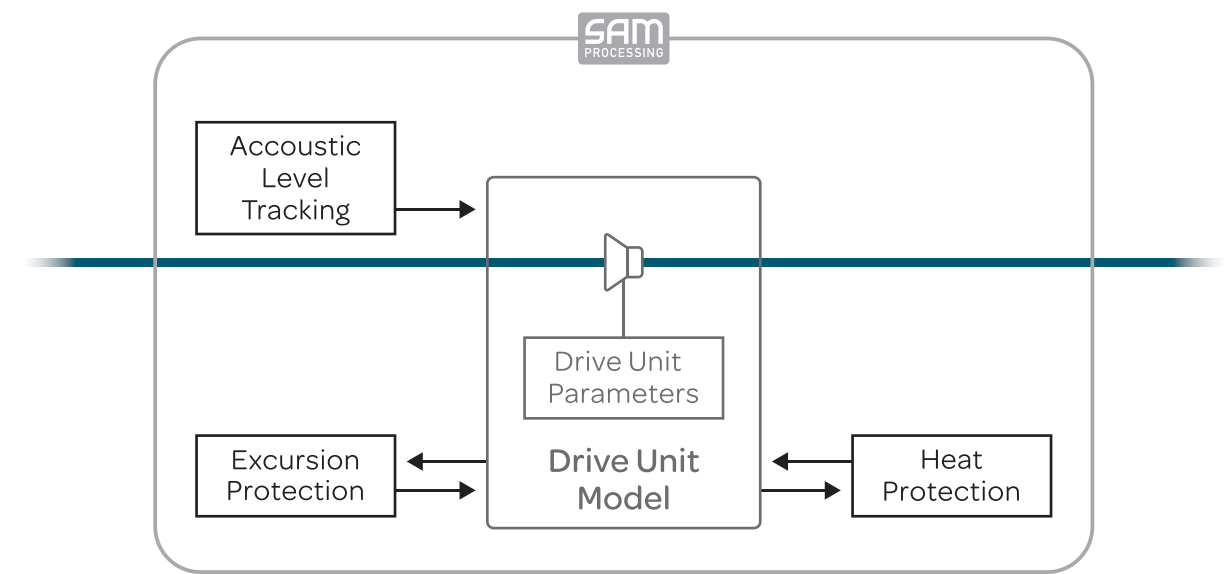 SAM
PROCESSING
Accoustic
Level
Tracking
Drive Unit
Parameters
Excursion
Protection
Drive Unit
Model
Heat
Protection